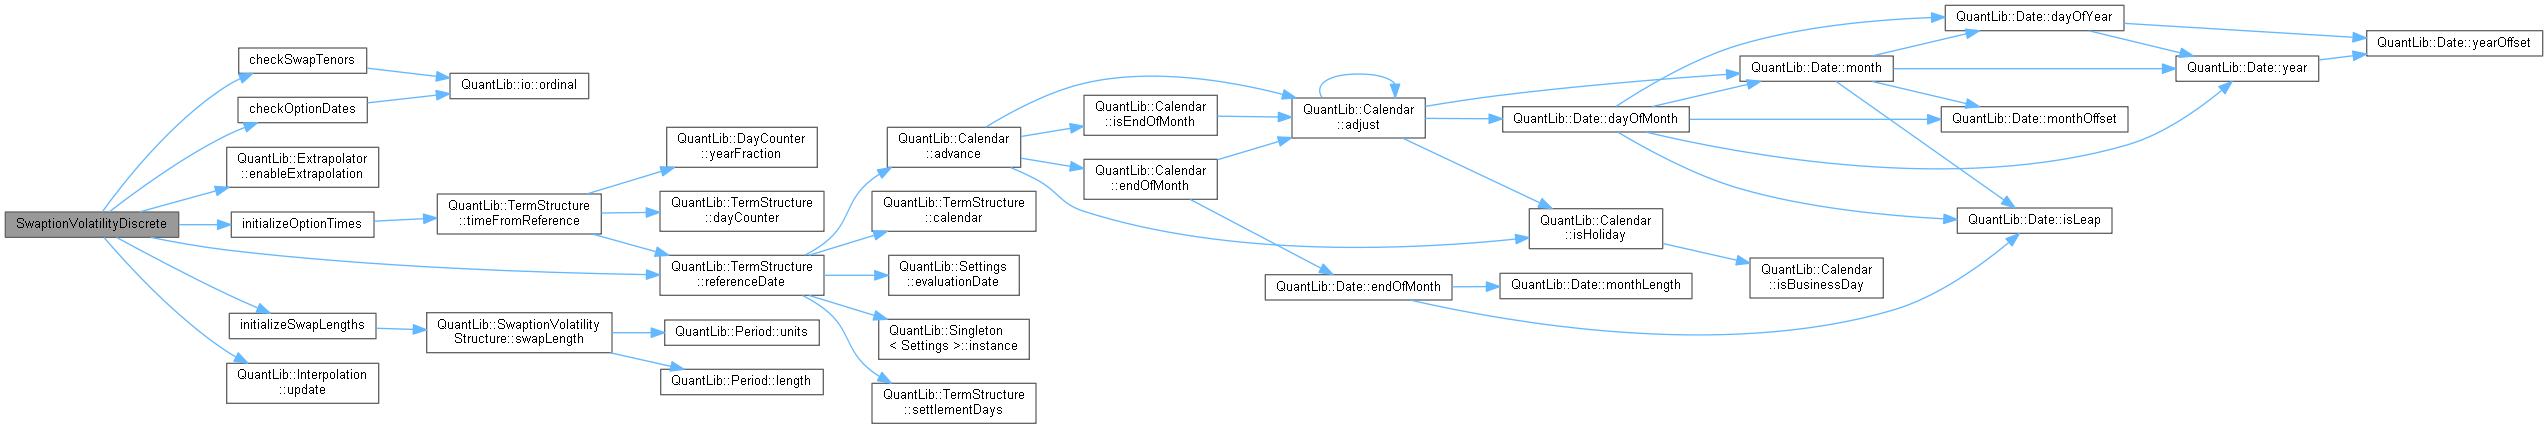 SwaptionVolatilityDiscrete
checkSwapTenors
checkOptionDates
QuantLib::Extrapolator
::enableExtrapolation
initializeOptionTimes
initializeSwapLengths
QuantLib::Interpolation
::update
QuantLib::io::ordinal
QuantLib::TermStructure
::timeFromReference
QuantLib::SwaptionVolatility
Structure::swapLength
QuantLib::DayCounter
::yearFraction
QuantLib::TermStructure
::dayCounter
QuantLib::TermStructure
::referenceDate
QuantLib::Period::units
QuantLib::Period::length
QuantLib::Calendar
::advance
QuantLib::TermStructure
::calendar
QuantLib::Settings
::evaluationDate
QuantLib::Singleton
< Settings >::instance
QuantLib::TermStructure
::settlementDays
QuantLib::Calendar
::isEndOfMonth
QuantLib::Calendar
::endOfMonth
QuantLib::Calendar
::adjust
QuantLib::Date::endOfMonth
QuantLib::Date::dayOfMonth
QuantLib::Calendar
::isHoliday
QuantLib::Date::monthLength
QuantLib::Date::month
QuantLib::Calendar
::isBusinessDay
QuantLib::Date::dayOfYear
QuantLib::Date::monthOffset
QuantLib::Date::isLeap
QuantLib::Date::year
QuantLib::Date::yearOffset